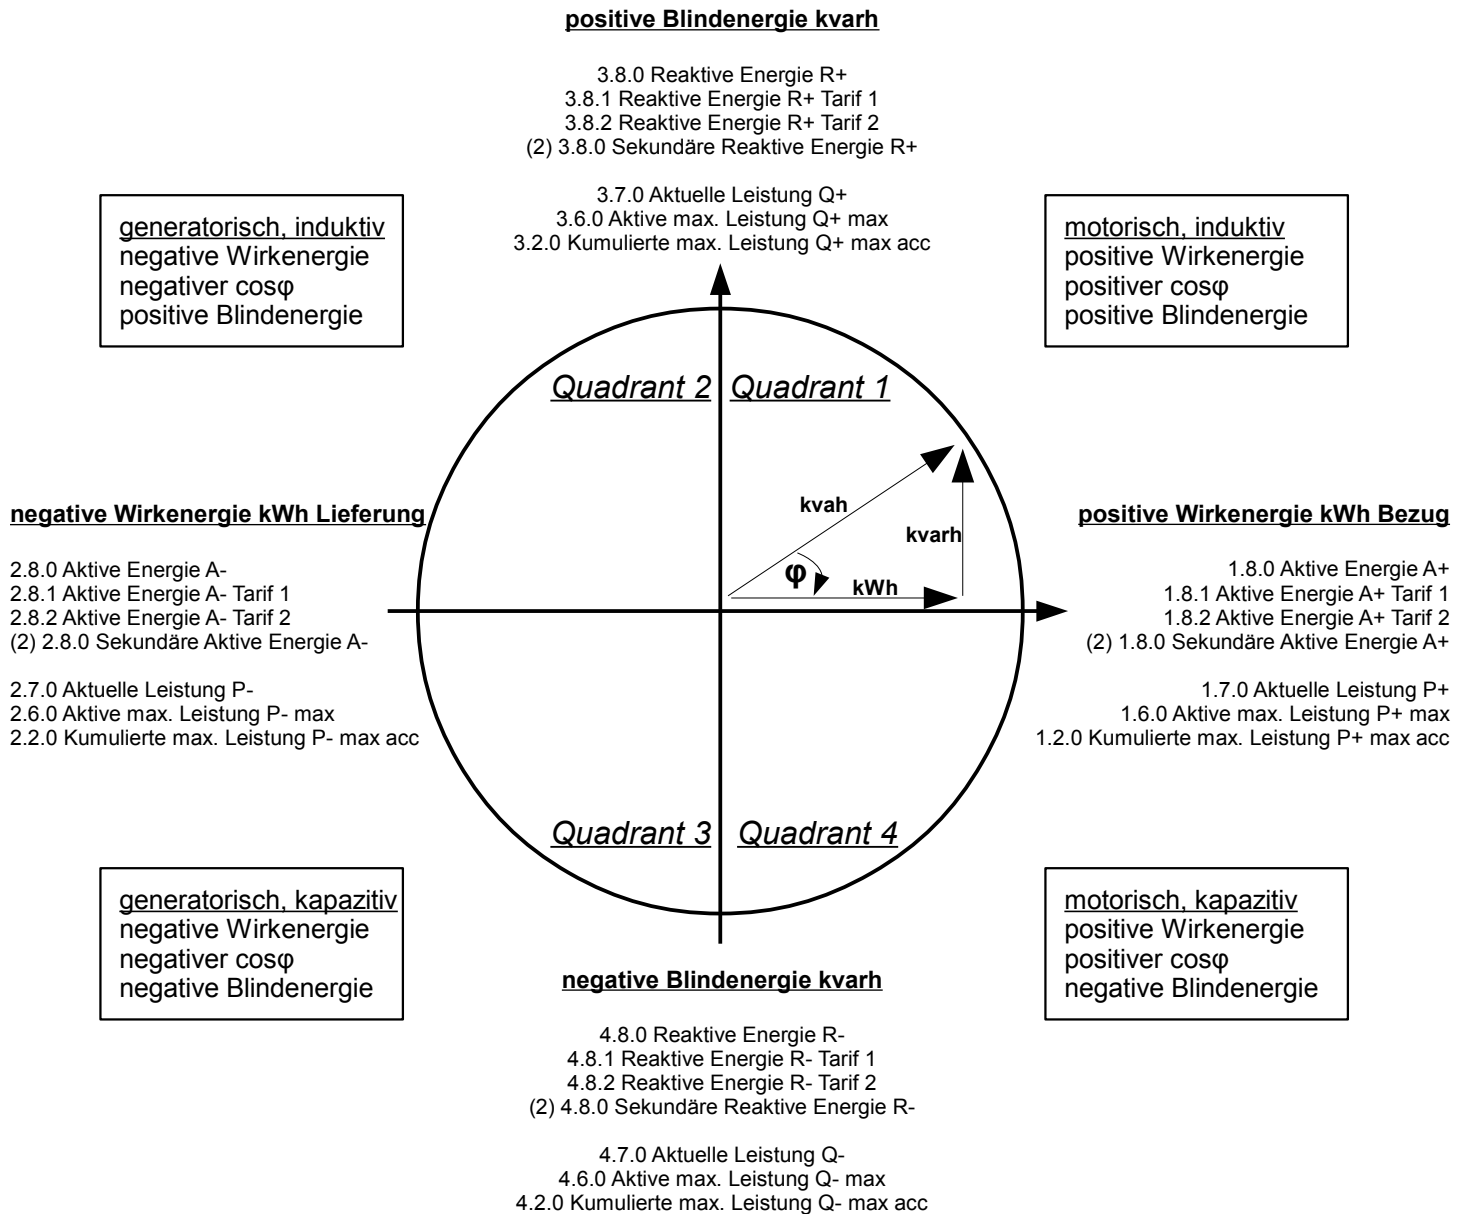 positive Blindenergie kvarh
3.8.0 Reaktive Energie R+
3.8.1 Reaktive Energie R+ Tarif 1
3.8.2 Reaktive Energie R+ Tarif 2
(2) 3.8.0 Sekundäre Reaktive Energie R+
3.7.0 Aktuelle Leistung Q+
3.6.0 Aktive max. Leistung Q+ max
3.2.0 Kumulierte max. Leistung Q+ max acc
generatorisch, induktiv
negative Wirkenergie
negativer cosφ
positive Blindenergie
motorisch, induktiv
positive Wirkenergie
positiver cosφ
positive Blindenergie
Quadrant 2
Quadrant 1
kvah
kvarh
φ
kWh
negative Wirkenergie kWh Lieferung
2.8.0 Aktive Energie A-
2.8.1 Aktive Energie A- Tarif 1
2.8.2 Aktive Energie A- Tarif 2
(2) 2.8.0 Sekundäre Aktive Energie A-
2.7.0 Aktuelle Leistung P-
2.6.0 Aktive max. Leistung P- max
2.2.0 Kumulierte max. Leistung P- max acc
positive Wirkenergie kWh Bezug
1.8.0 Aktive Energie A+
1.8.1 Aktive Energie A+ Tarif 1
1.8.2 Aktive Energie A+ Tarif 2
(2) 1.8.0 Sekundäre Aktive Energie A+
1.7.0 Aktuelle Leistung P+
1.6.0 Aktive max. Leistung P+ max
1.2.0 Kumulierte max. Leistung P+ max acc
Quadrant 3
Quadrant 4
generatorisch, kapazitiv
negative Wirkenergie
negativer cosφ
negative Blindenergie
motorisch, kapazitiv
positive Wirkenergie
positiver cosφ
negative Blindenergie
negative Blindenergie kvarh
4.8.0 Reaktive Energie R-
4.8.1 Reaktive Energie R- Tarif 1
4.8.2 Reaktive Energie R- Tarif 2
(2) 4.8.0 Sekundäre Reaktive Energie R-
4.7.0 Aktuelle Leistung Q-
4.6.0 Aktive max. Leistung Q- max
4.2.0 Kumulierte max. Leistung Q- max acc